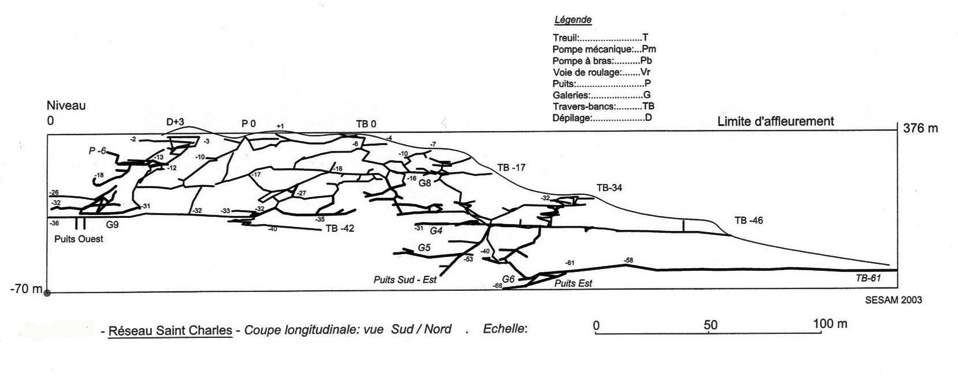 Légende
Treuil:......................T
Pompe mécanique:...Pm
Pompe à bras:.........Pb
Voie de roulage:.......Vr
Puits:........................P
Galeries:...................G
Travers-bancs:.........TB
Dépilage:..................D
Niveau
0
D+3
P 0
+1
TB 0
Limite d'affleurement
376 m
-2
-3
-4
-6
-7
P -6
-13
-12
-10
-10
TB -17
-18
-17
-16
-16
G8
-27
TB-34
-26
-32
-31
-32
-33
-32
-35
-32
-36
G9
-40
TB -42
-31
G4
TB -46
Puits Ouest
G5
-53
-40
-61
-58
Puits Sud - Est
G6
-68
Puits Est
TB-61
-70 m
SESAM 2003
- Réseau Saint Charles - Coupe longitudinale: vue Sud / Nord . Echelle:
0 50 100 m